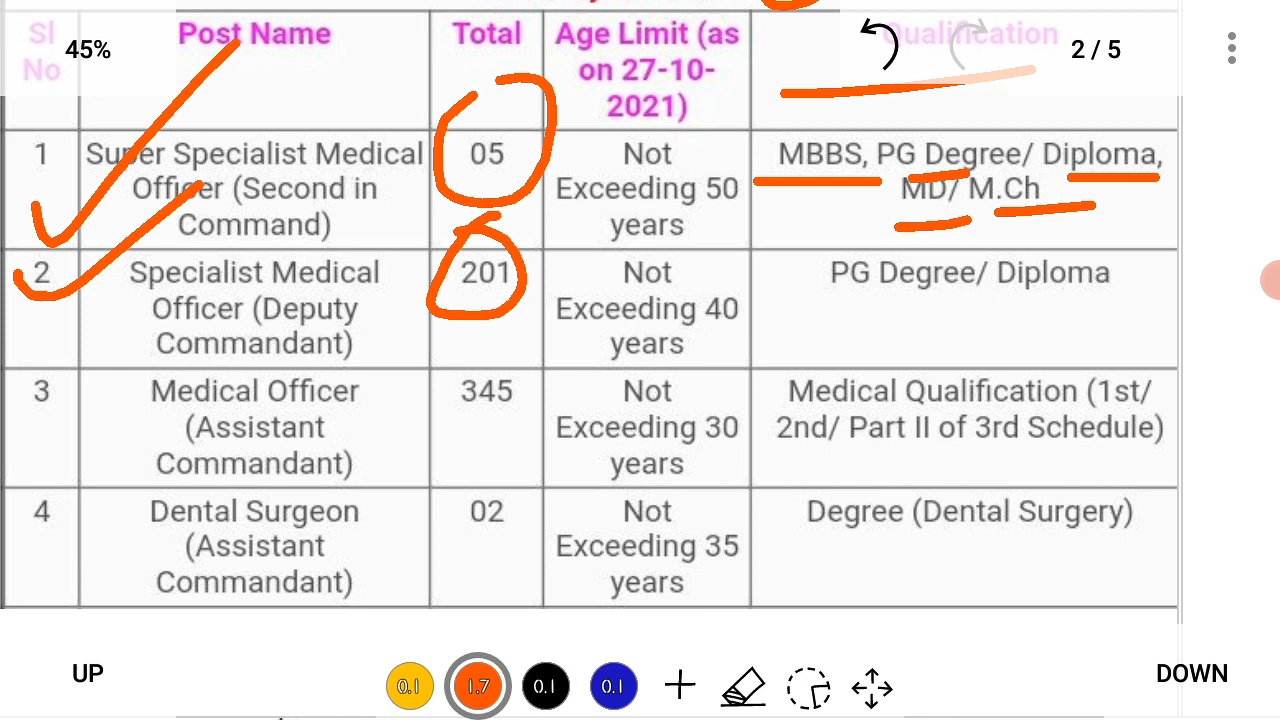 Sl No
Post Name
Total
Age Limit (as
on 27-10-
2021)
Qualification
45%
2 / 5
1
Super Specialist Medical
Officer (Second in
Command)
05
Not
Exceeding 50
years
MBBS, PG Degree/ Diploma,
MD/ M.Ch
2
Specialist Medical
Officer (Deputy
Commandant)
201
Not
Exceeding 40
years
PG Degree/ Diploma
3
Medical Officer
(Assistant
Commandant)
345
Not
Exceeding 30
years
Medical Qualification (1st/
2nd/ Part II of 3rd Schedule)
4
Dental Surgeon
(Assistant
Commandant)
02
Not
Exceeding 35
years
Degree (Dental Surgery)
UP
0.1
1.7
0.1
0.1
DOWN